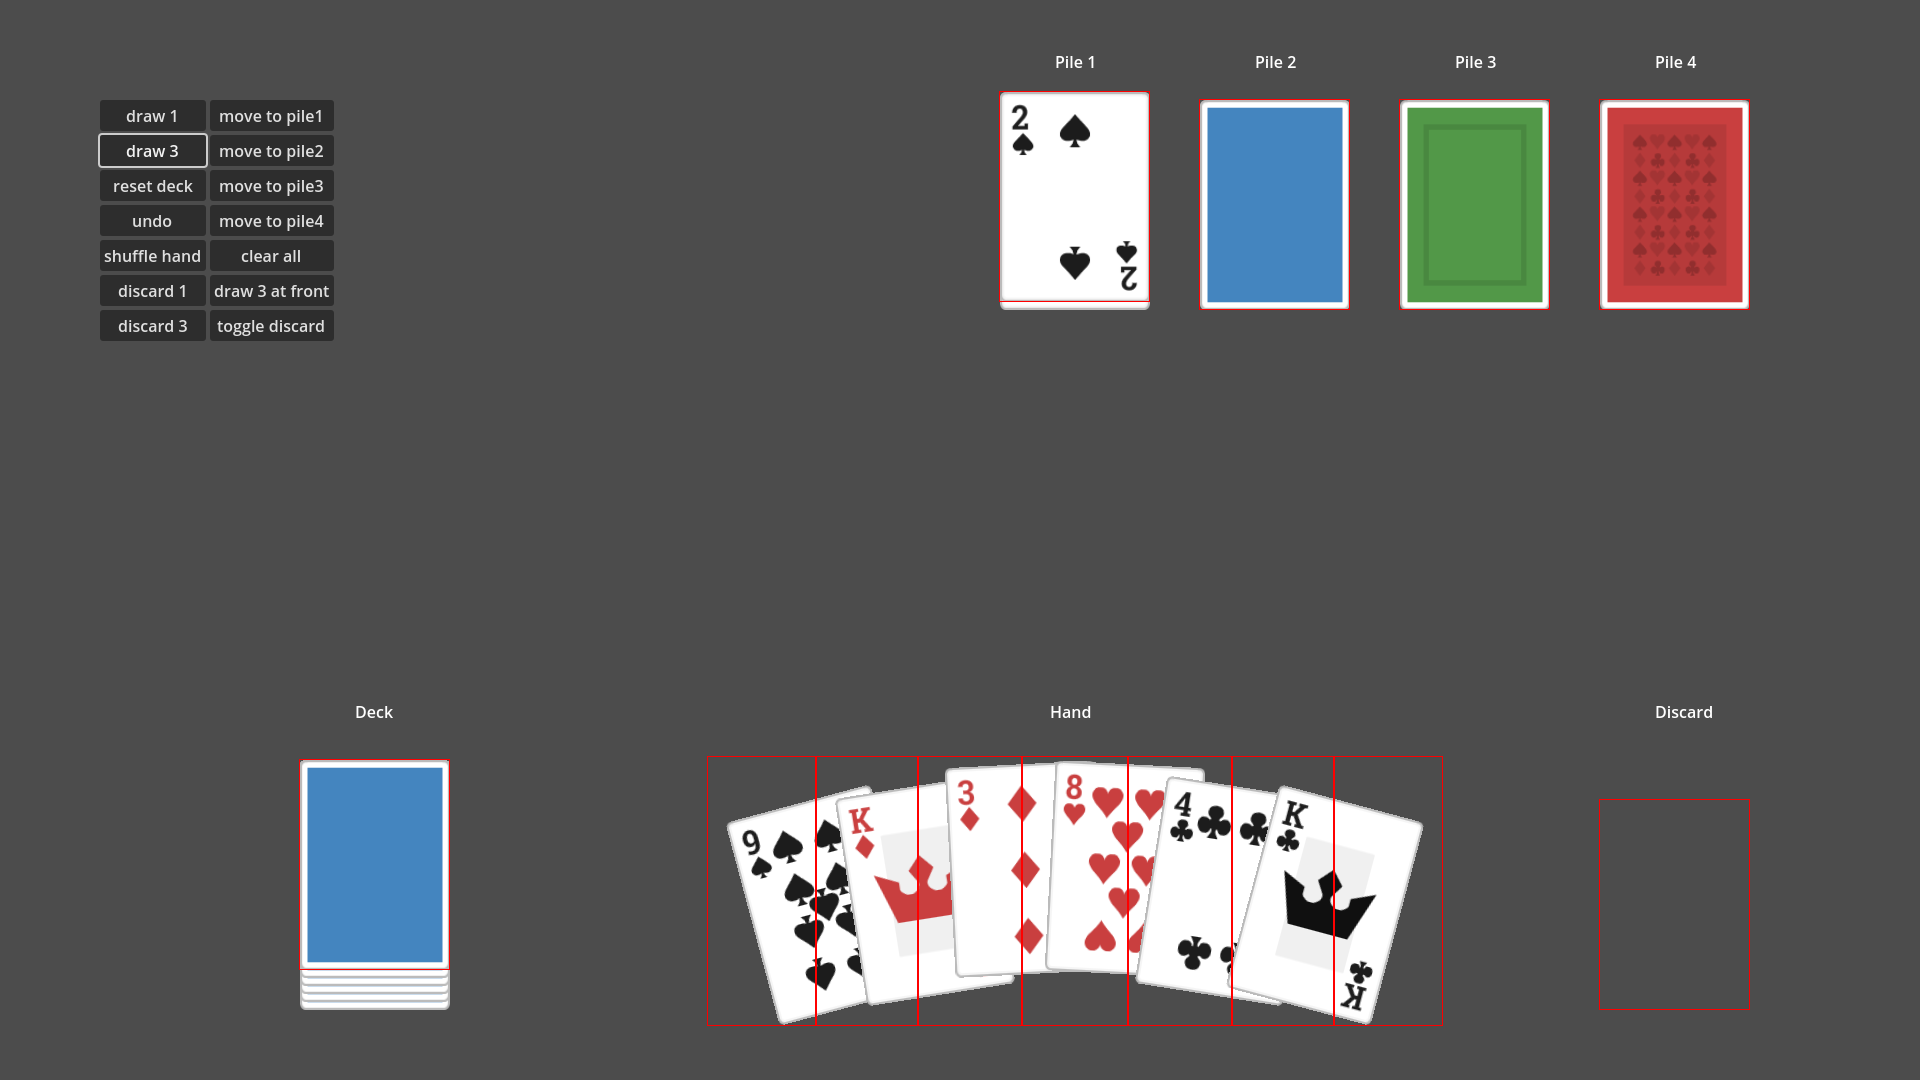 Pile 1
Pile 2
Pile 3
Pile 4
draw 1
move to pile1
draw 3
move to pile2
reset deck
move to pile3
undo
move to pile4
shuffle hand
clear all
discard 1
draw 3 at front
discard 3
toggle discard
2
2
Deck
Hand
Discard
9
K
3
8
4
K
K